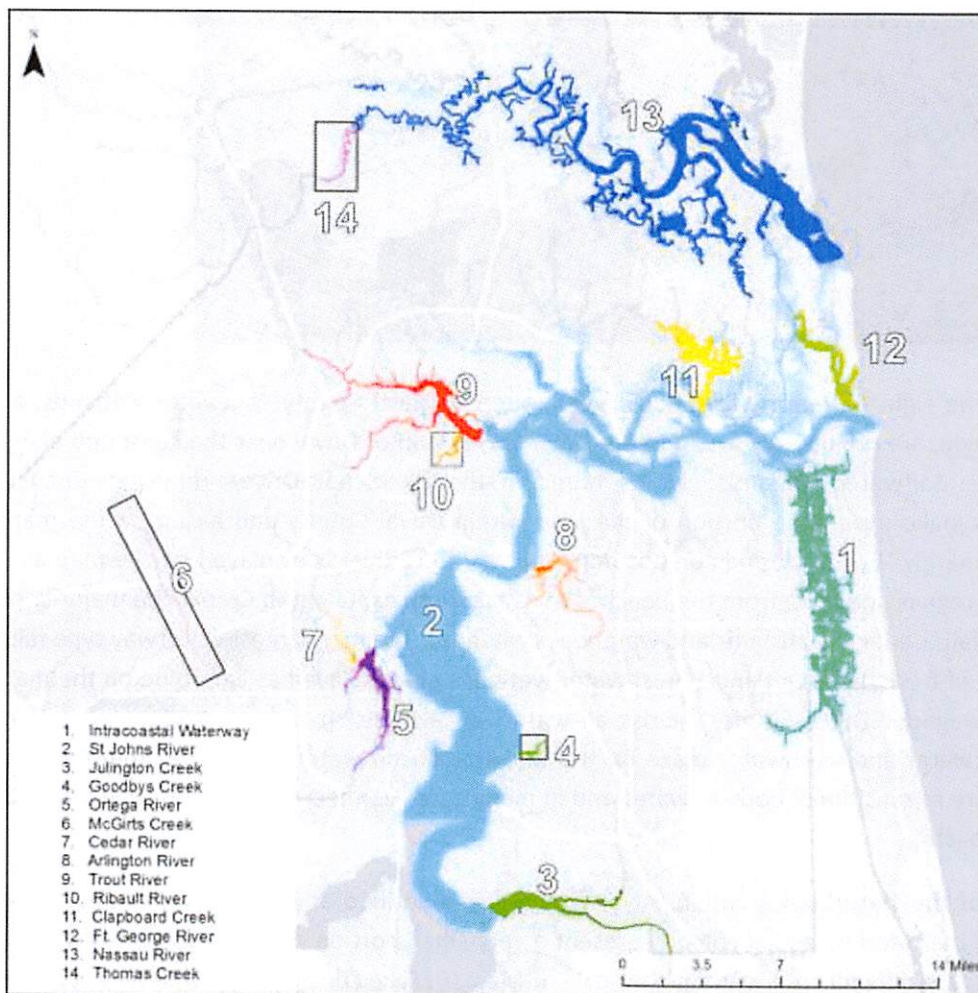 N
13
14
12
11
9
10
8
1
6
2
7
5
4
1. Intracoastal Waterway
2. St Johns River
3. Julington Creek
4. Goodbys Creek
5. Ortega River
6. McGirts Creek
7. Cedar River
8. Arlington River
9. Trout River
10. Ribault River
11. Clapboard Creek
12. Ft. George River
13. Nassau River
14. Thomas Creek
3
0 3.5 7 14 Miles